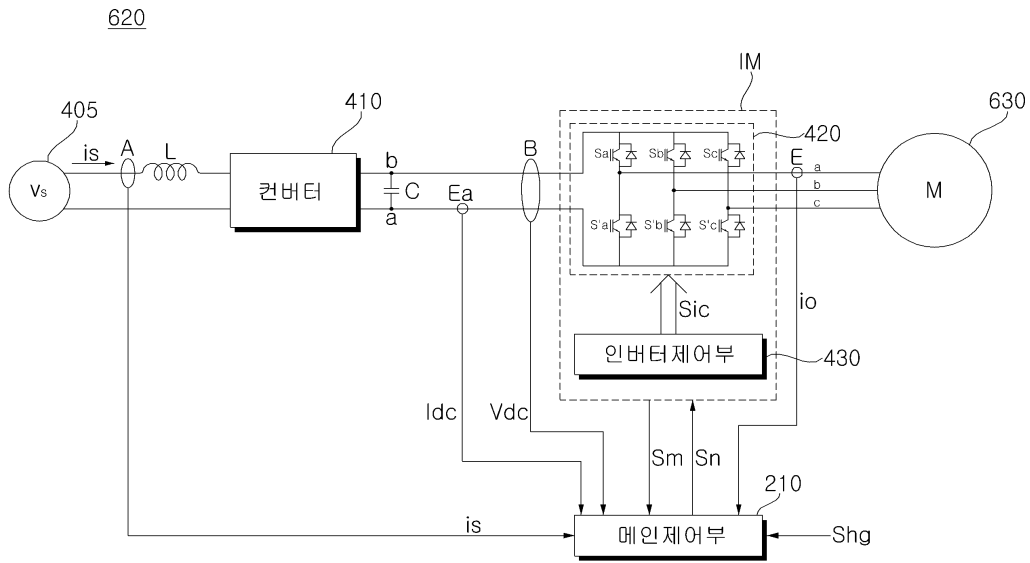 620
IM
405
410
630
is
A
L
B
420
Sa
Sb
Sc
E
a
b
c
Vs
컨버터
b
C
a
Ea
M
S'a
S'b
S'c
Sic
io
인버터제어부
430
Idc
Vdc
Sm
Sn
210
is
메인제어부
Shg